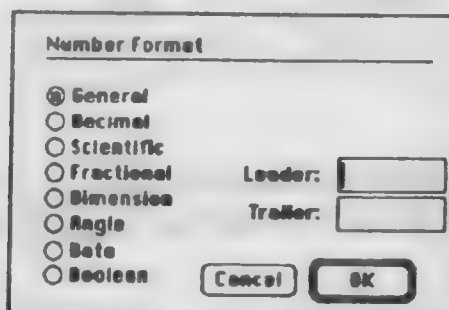 Number Format
General
Decimal
Scientific
Fractional
Dimension
Angle
Date
Boolean
Leader:
Trailer:
Cancel
OK